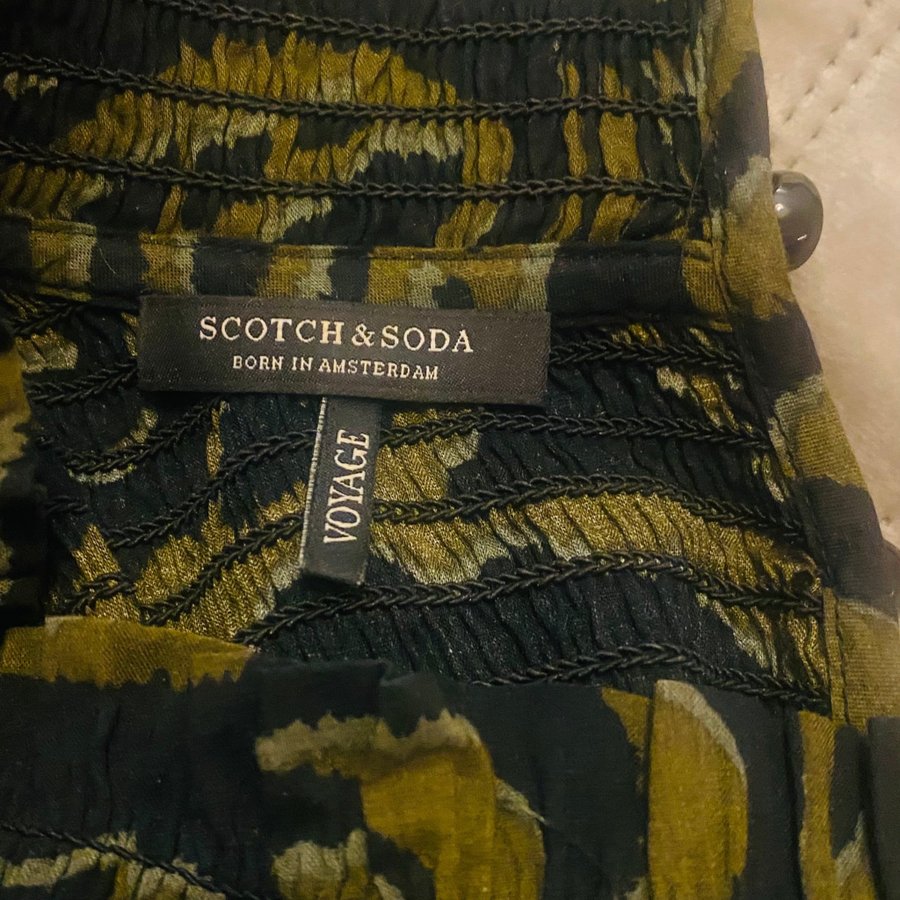 SCOTCH & SODA
BORN IN AMSTERDAM
VOYAGE